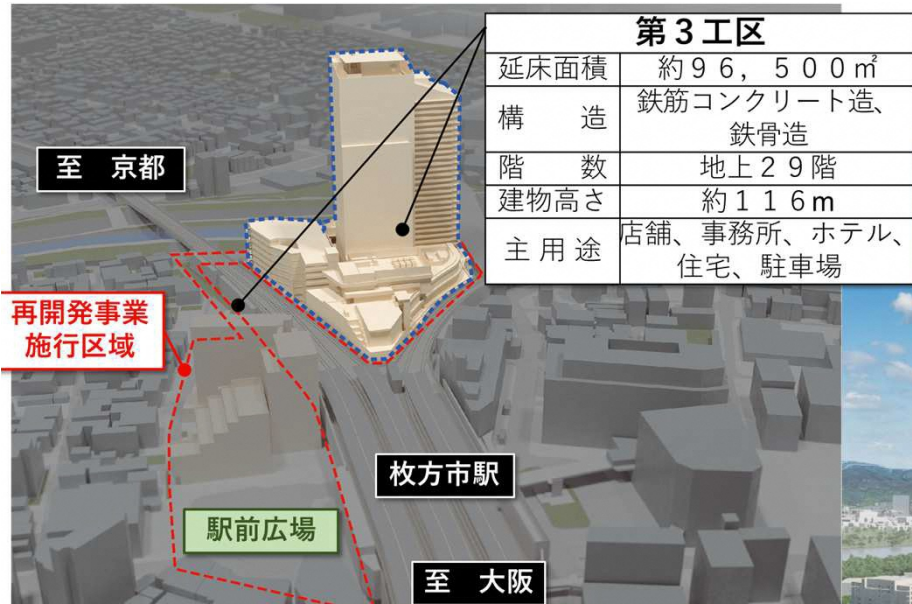 第３工区
延床面積 約９６，５００㎡
構造 鉄筋コンクリート造、
鉄骨造
階数 地上２９階
建物高さ 約１１６m
主用途 店舗、事務所、ホテル、
住宅、駐車場
至 京都
再開発事業
施行区域
枚方市駅
駅前広場
至 大阪